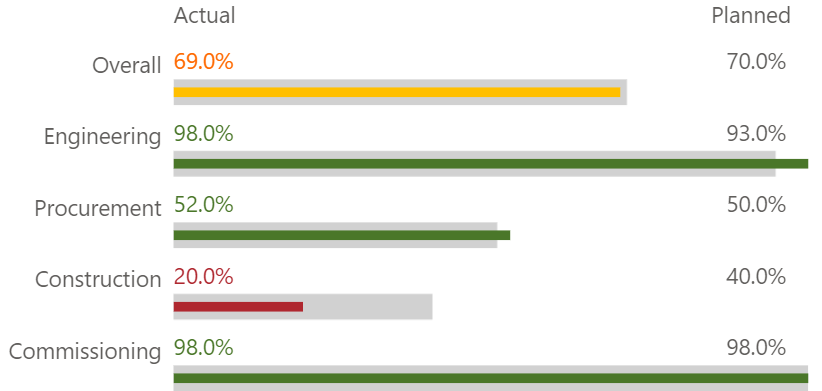 Actual Planned
Overall 69.0% 70.0%
Engineering 98.0% 93.0%
Procurement 52.0% 50.0%
Construction 20.0% 40.0%
Commissioning 98.0% 98.0%